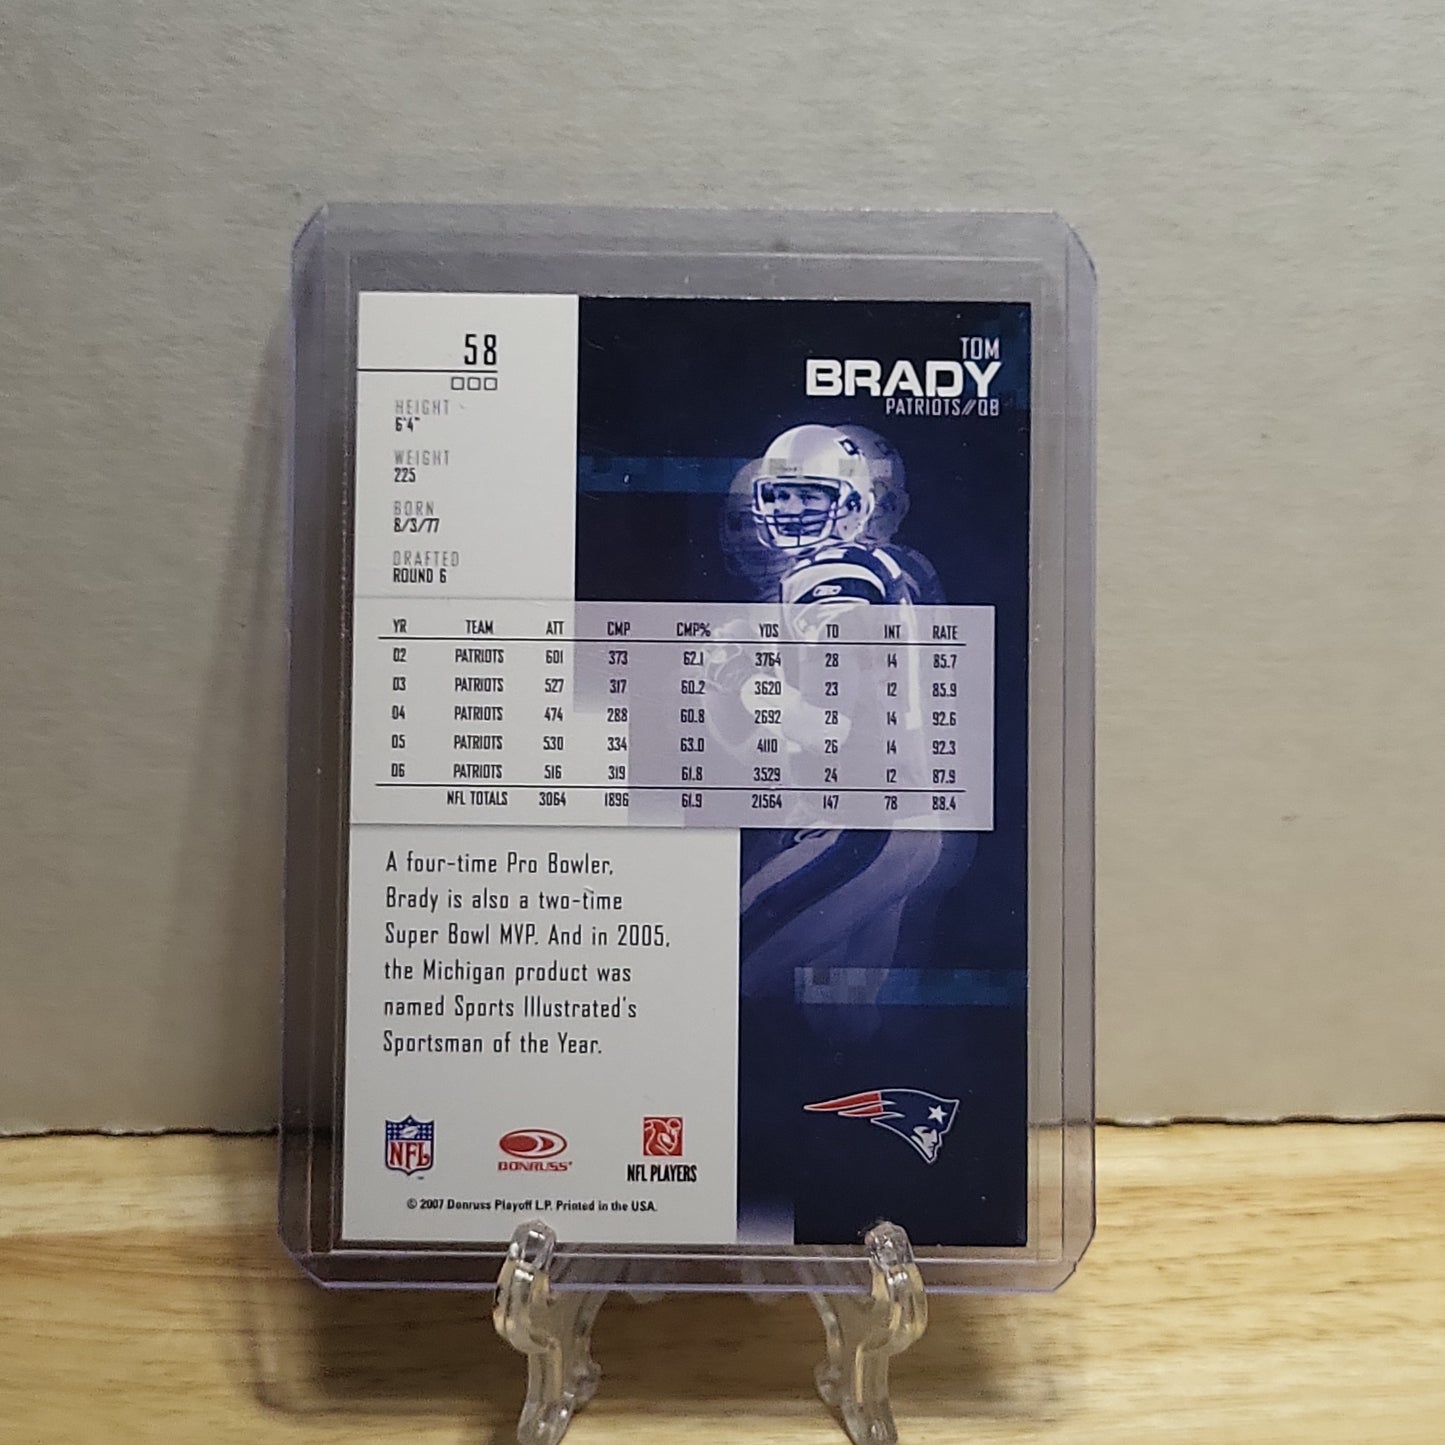 58
TOM
BRADY
PATRIOTS//QB
HEIGHT
6'4"
WEIGHT
225
BORN
8/3/77
DRAFTED
ROUND 6
YR TEAM ATT CMP CMP% YDS TD INT RATE
02 PATRIOTS 601 373 62.1 3764 28 14 85.7
03 PATRIOTS 527 317 60.2 3620 23 12 85.9
04 PATRIOTS 474 288 60.8 2692 28 14 92.6
05 PATRIOTS 530 334 63.0 4110 26 14 92.3
06 PATRIOTS 516 319 61.8 3529 24 12 87.9
NFL TOTALS 3064 1896 61.9 21564 147 78 88.4
A four-time Pro Bowler,
Brady is also a two-time
Super Bowl MVP. And in 2005,
the Michigan product was
named Sports Illustrated's
Sportsman of the Year.
NFL
DONRUSS
NFL PLAYERS
© 2007 Donruss Playoff L.P. Printed in the USA.